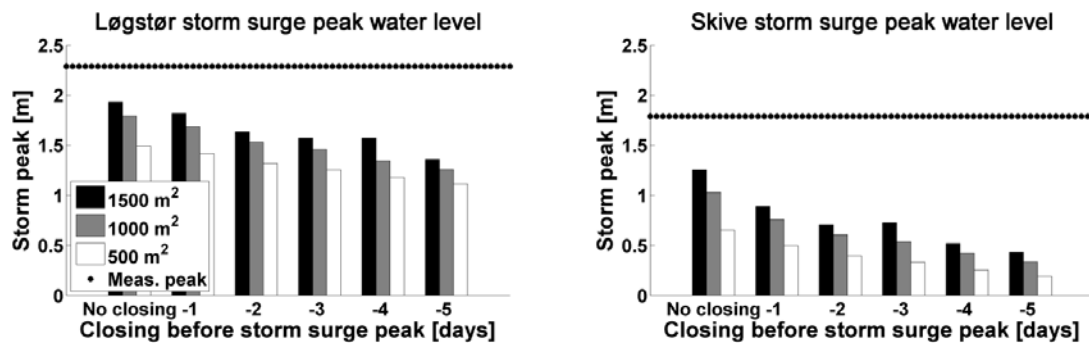 Løgstør storm surge peak water level
2.5
2
1.5
1
0.5
0
Storm peak [m]
1500 m²
1000 m²
500 m²
Meas. peak
No closing -1 -2 -3 -4 -5
Closing before storm surge peak [days]
Skive storm surge peak water level
2.5
2
1.5
1
0.5
0
Storm peak [m]
No closing -1 -2 -3 -4 -5
Closing before storm surge peak [days]